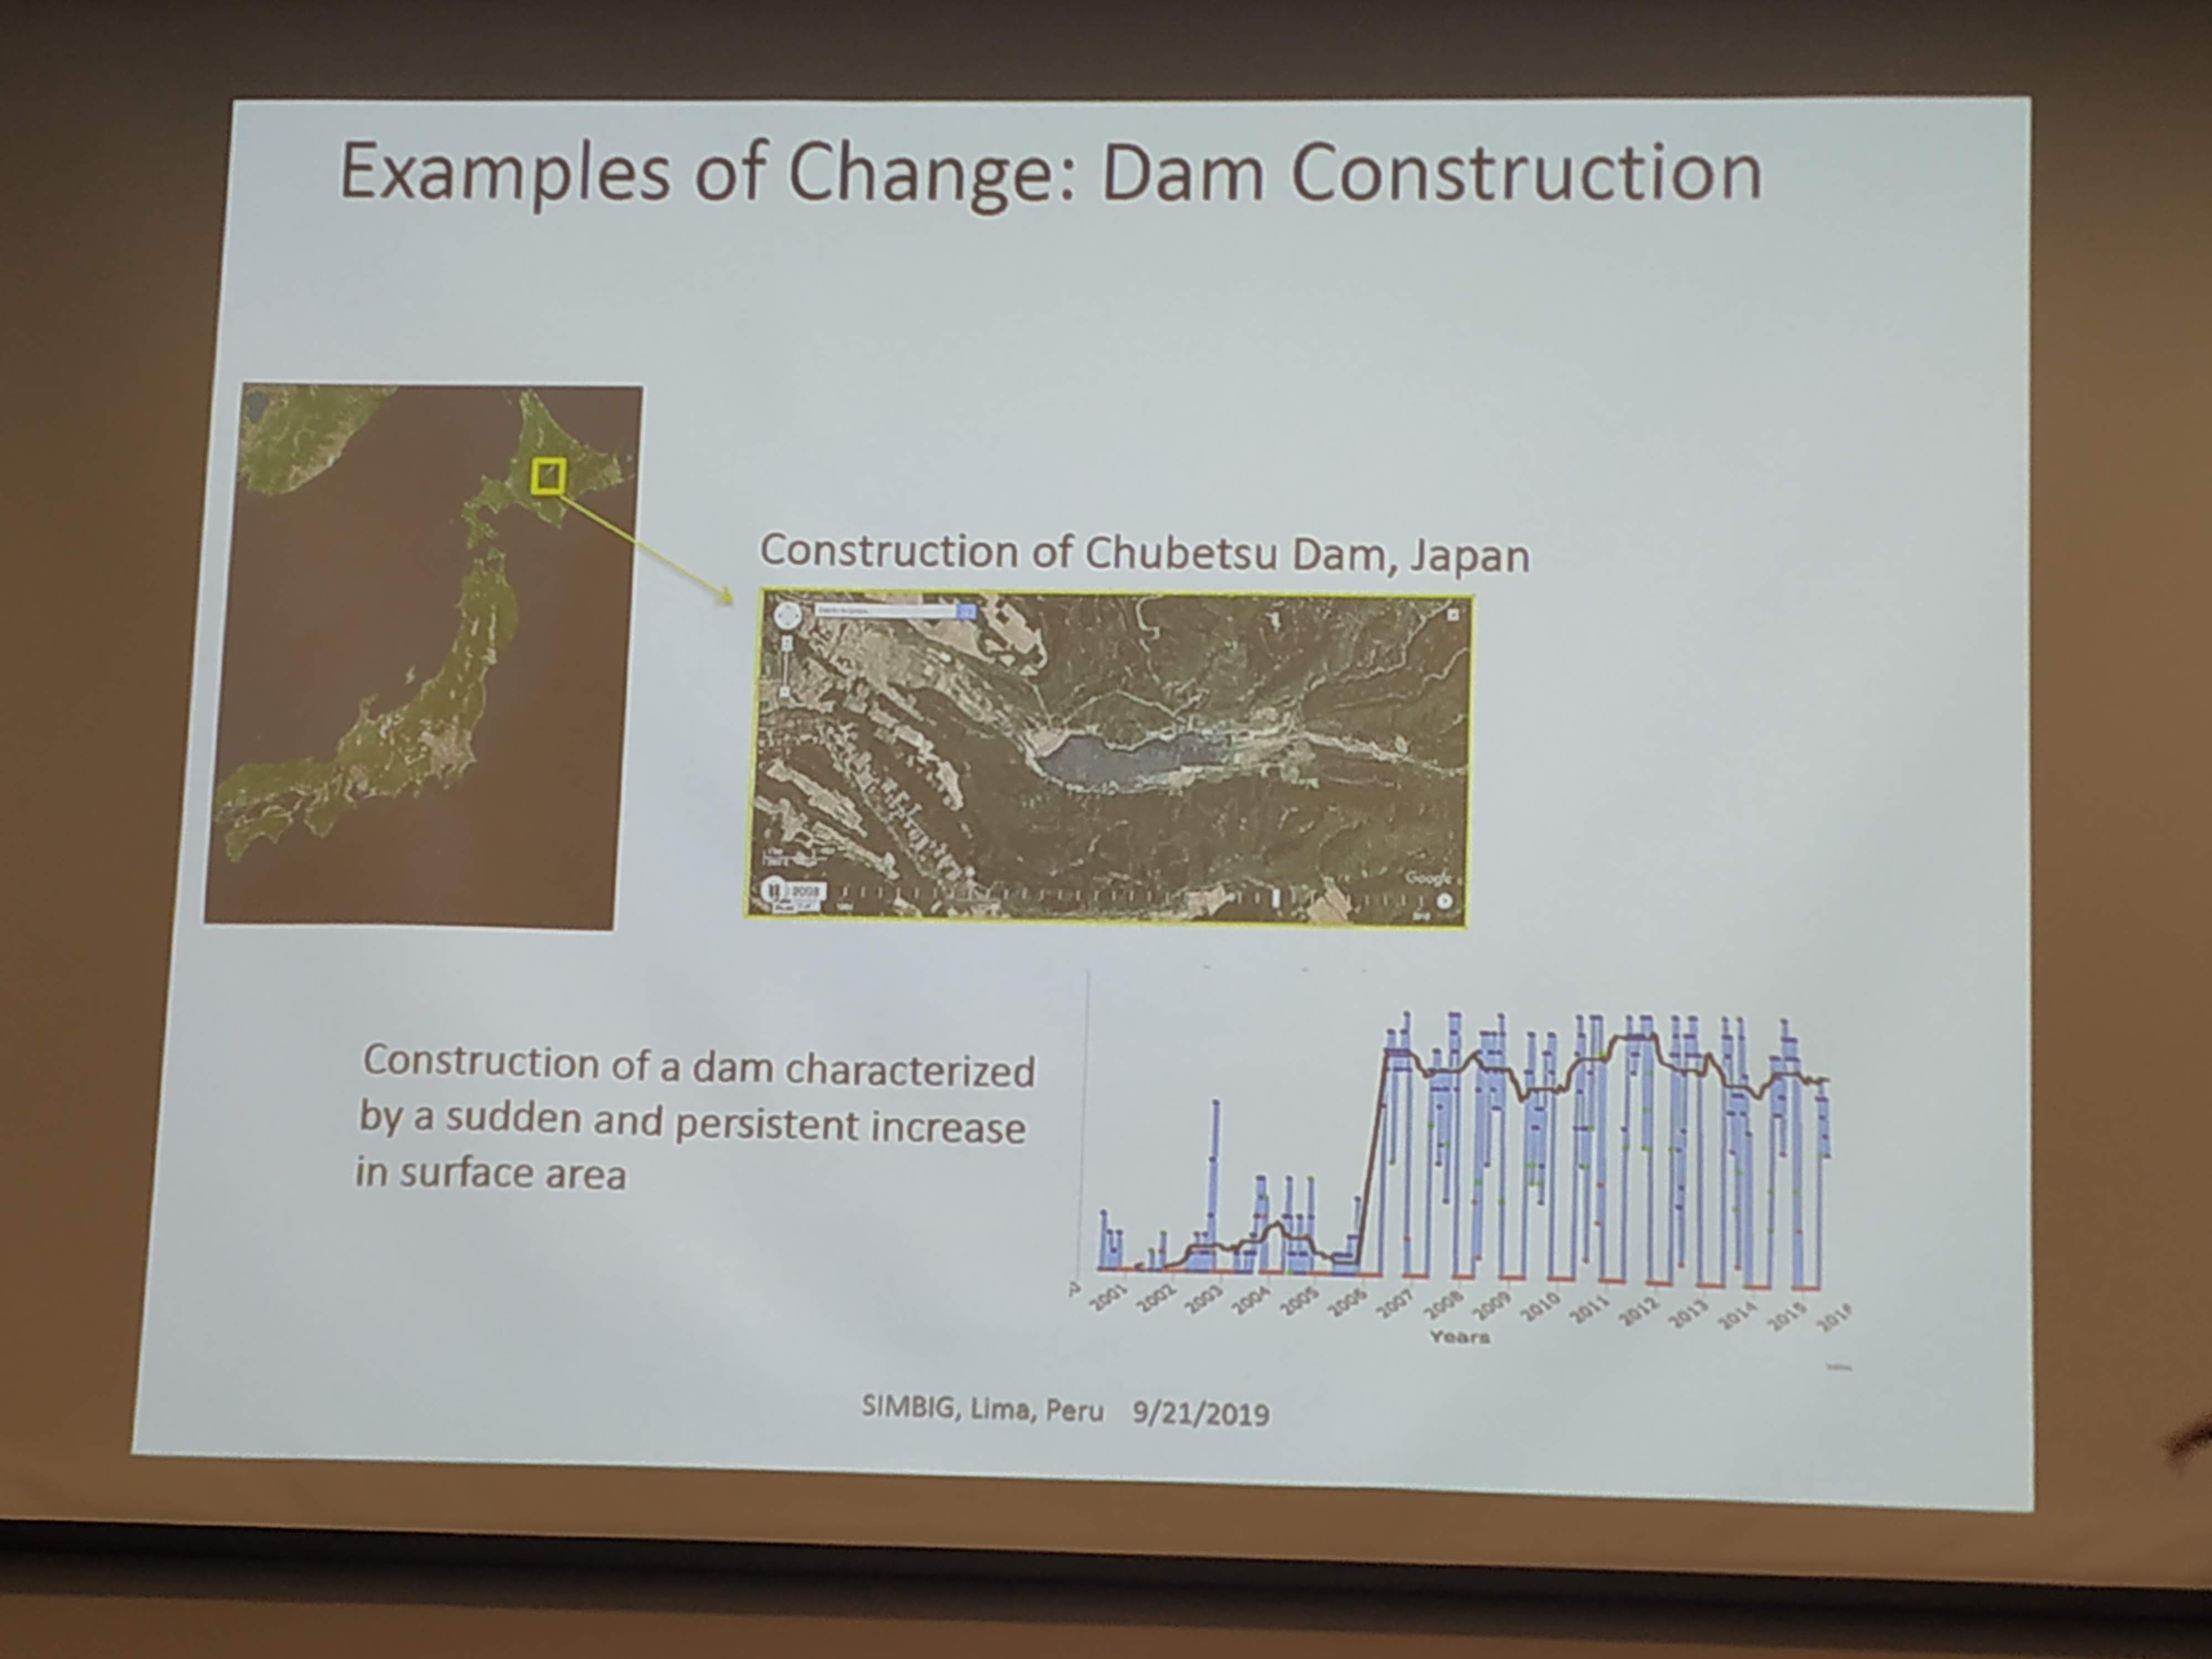 Examples of Change: Dam Construction
Construction of Chubetsu Dam, Japan
2008
Google
Construction of a dam characterized
by a sudden and persistent increase
in surface area
2001 2002 2003 2004 2005 2006 2007 2008 2009 2010 2011 2012 2013 2014 2015
Years
SIMBIG, Lima, Peru 9/21/2019